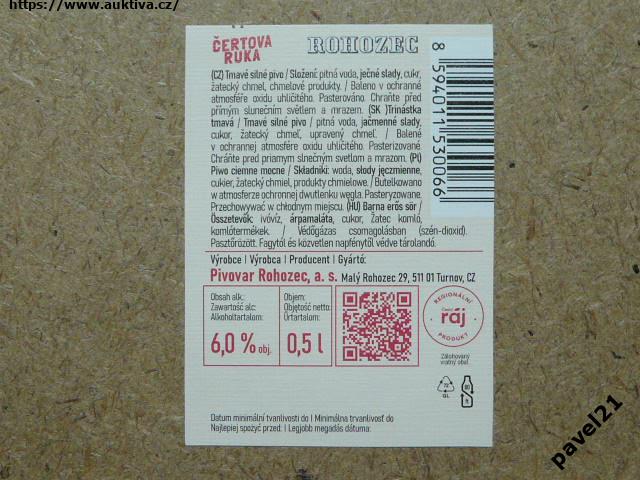 https://www.auktiva.cz/
ČERTOVA
RUKA
ROHOZEC
(CZ) Tmavé silné pivo / Složení: pitná voda, ječné slady, cukr,
žatecký chmel, chmelové produkty. / Baleno v ochranné
atmosféře oxidu uhličitého. Pasterováno. Chraňte před
přímým slunečním světlem a mrazem. (SK )Trinástka
tmavá / Tmavé silné pivo / pitná voda, jačmenné slady,
cukor, žatecký chmeľ, upravený chmeľ. / Balené
v ochrannej atmosfére oxidu uhličitého. Pasterizované.
Chráňte pred priamym slnečným svetlom a mrazom. (Pl)
Piwo ciemne mocne / Składniki: woda, słody jęczmienne,
cukier, žatecký chmiel, produkty chmielowe / Butelkowano
w atmosferze ochronnej dwutlenku węgla. Pasteryzowane.
Przechowywać w chłodnym miejscu. (HU) Barna erős sör /
Összetevők: ivóvíz, árpamaláta, cukor, Žatec komló,
komlótermékek. / Védőgázas csomagolásban (szén-dioxid).
Pasztőrözött. Fagytól és közvetlen napfénytől védve tárolandó.
8 594011 530066
Výrobce | Výrobca | Producent | Gyártó:
Pivovar Rohozec, a. s. Malý Rohozec 29, 511 01 Turnov, CZ
Obsah alk.:
Zawartość alc:
Alkoholtartalom:
6,0 % obj.
Objem:
Objętość netto:
Űrtartalom:
0,5 l
REGIONÁLNÍ
ráj
PRODUKT
Zálohovaný
vratný obal.
70
GL
Datum minimální tvanlivosti do | Minimálna trvanlivosť do
Najlepiej spożyć przed: | Legjobb megadás dátuma:
pavel21